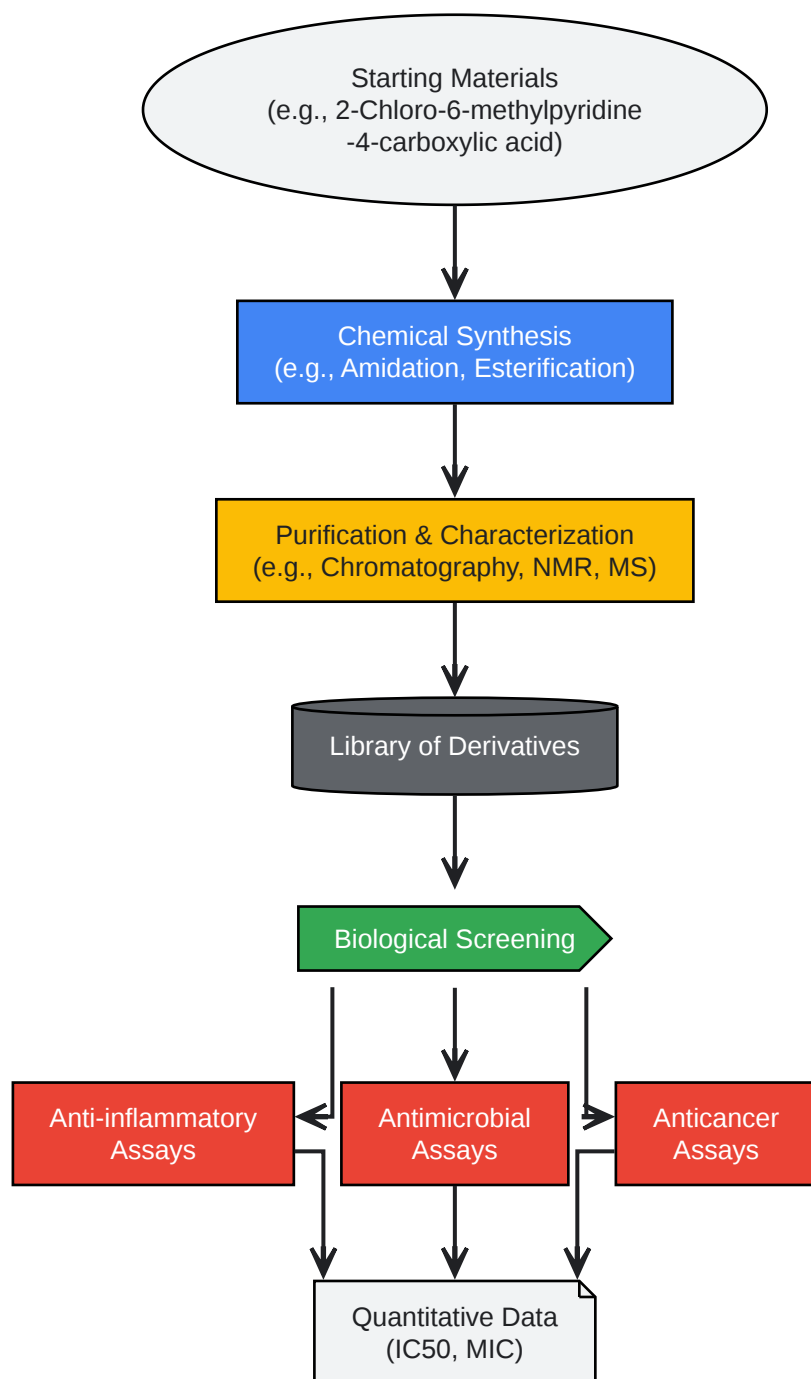 Starting Materials
(e.g., 2-Chloro-6-methylpyridine
-4-carboxylic acid)
Chemical Synthesis
(e.g., Amidation, Esterification)
Purification & Characterization
(e.g., Chromatography, NMR, MS)
Library of Derivatives
Biological Screening
Anti-inflammatory
Assays
Antimicrobial
Assays
Anticancer
Assays
Quantitative Data
(IC50, MIC)